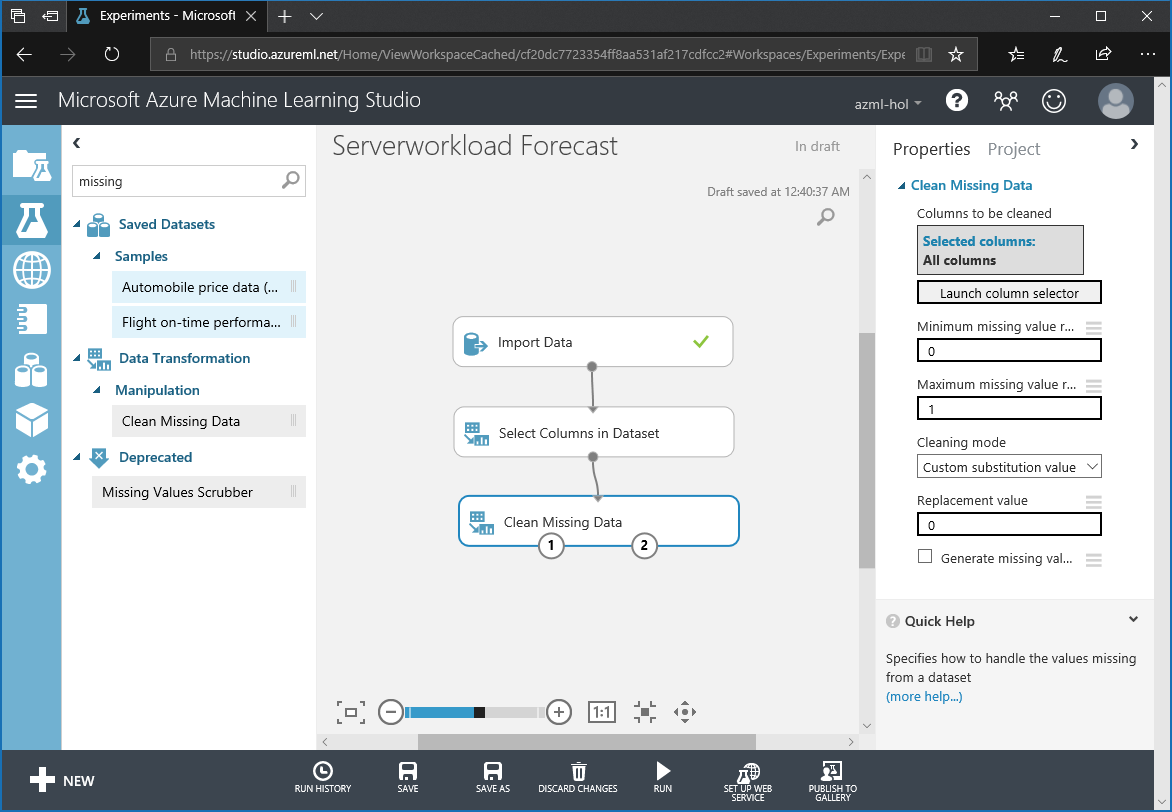 Experiments - Microsoft
https://studio.azureml.net/Home/ViewWorkspaceCached/cf20dc7723354ff8aa531af217cdfcc2#Workspaces/Experiments/Expe
Microsoft Azure Machine Learning Studio
azml-hol
?
missing
Saved Datasets
Samples
Automobile price data (...
Flight on-time performa...
Data Transformation
Manipulation
Clean Missing Data
Deprecated
Missing Values Scrubber
Serverworkload Forecast
In draft
Draft saved at 12:40:37 AM
Import Data
Select Columns in Dataset
Clean Missing Data
1
2
1:1
Properties
Project
Clean Missing Data
Columns to be cleaned
Selected columns:
All columns
Launch column selector
Minimum missing value r...
0
Maximum missing value r...
1
Cleaning mode
Custom substitution value
Replacement value
0
Generate missing val...
? Quick Help
Specifies how to handle the values missing
from a dataset
(more help...)
NEW
RUN HISTORY
SAVE
SAVE AS
DISCARD CHANGES
RUN
SET UP WEB
SERVICE
PUBLISH TO
GALLERY